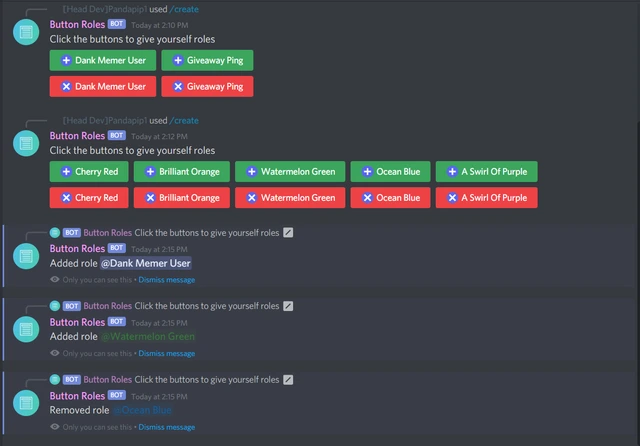 [Head Dev]Pandapip1 used /create
Button Roles BOT Today at 2:10 PM
Click the buttons to give yourself roles
Dank Memer User Giveaway Ping
Dank Memer User Giveaway Ping
[Head Dev]Pandapip1 used /create
Button Roles BOT Today at 2:12 PM
Click the buttons to give yourself roles
Cherry Red Brilliant Orange Watermelon Green Ocean Blue A Swirl Of Purple
Cherry Red Brilliant Orange Watermelon Green Ocean Blue A Swirl Of Purple
BOT Button Roles Click the buttons to give yourself roles
Button Roles BOT Today at 2:15 PM
Added role @Dank Memer User
Only you can see this • Dismiss message
BOT Button Roles Click the buttons to give yourself roles
Button Roles BOT Today at 2:15 PM
Added role @Watermelon Green
Only you can see this • Dismiss message
BOT Button Roles Click the buttons to give yourself roles
Button Roles BOT Today at 2:15 PM
Removed role @Ocean Blue
Only you can see this • Dismiss message